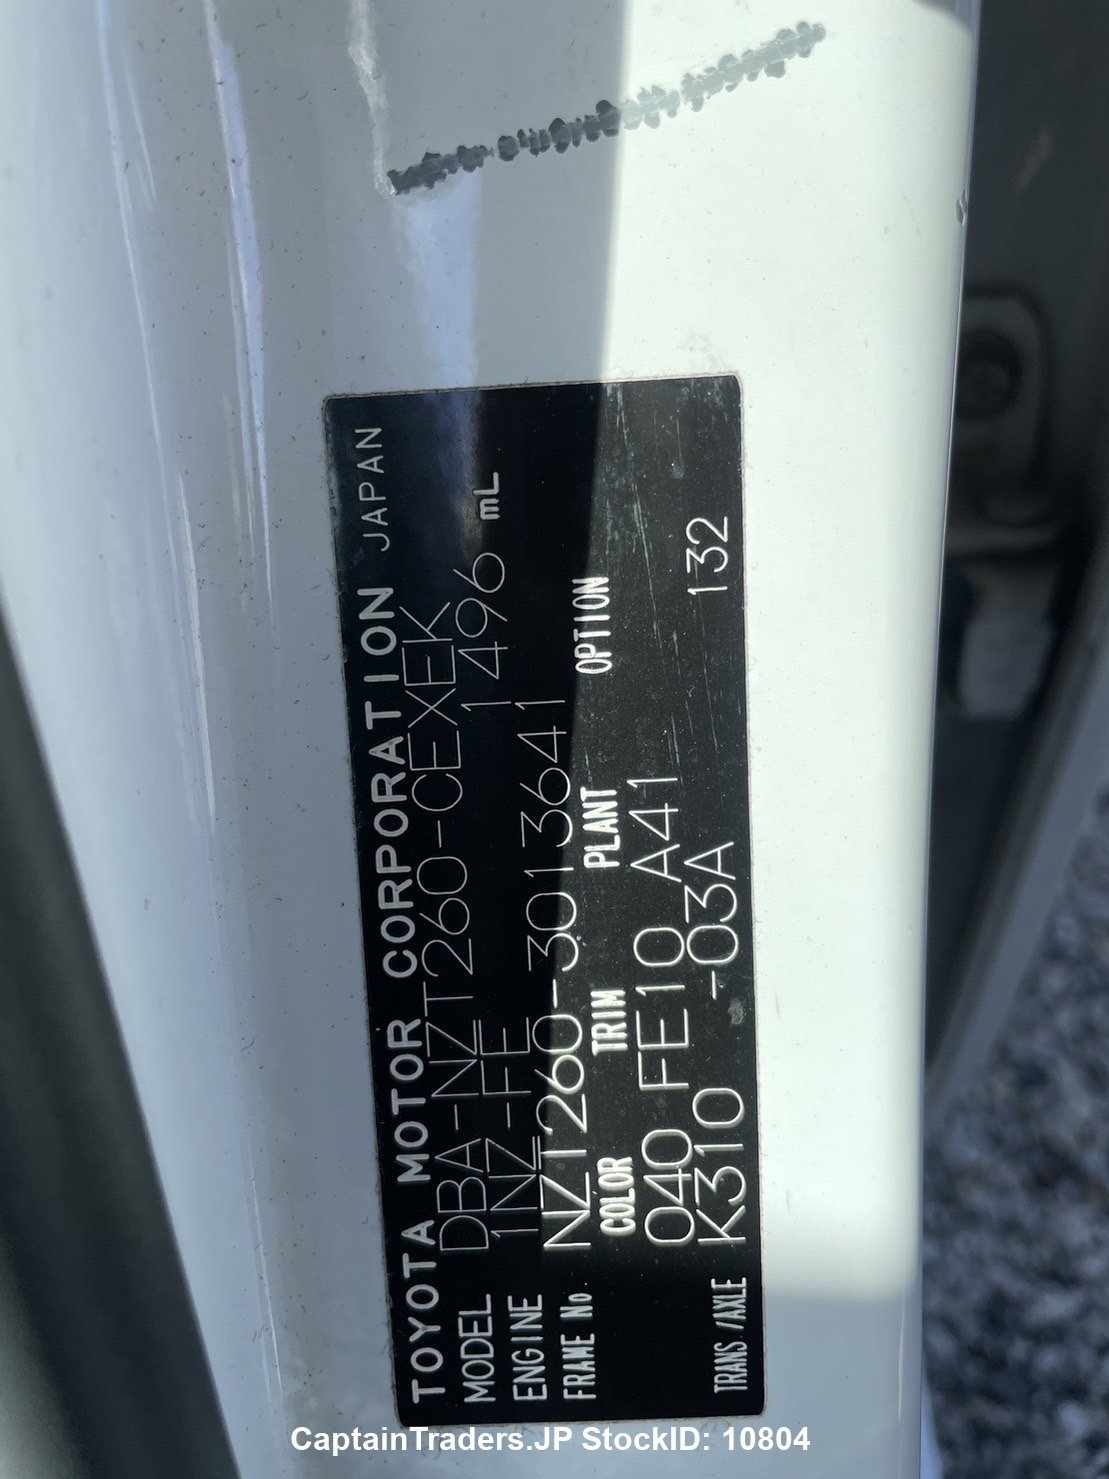 TOYOTA MOTOR CORPORATION JAPAN
MODEL DBA-NZT260-CEXEK
ENGINE 1NZ-FE 1496 mL
FRAME No. NZT260-3013641
COLOR TRIM PLANT OPTION
040 FE10 A41
TRANS/AXLE K310 -03A 132
CaptainTraders.JP StockID: 10804